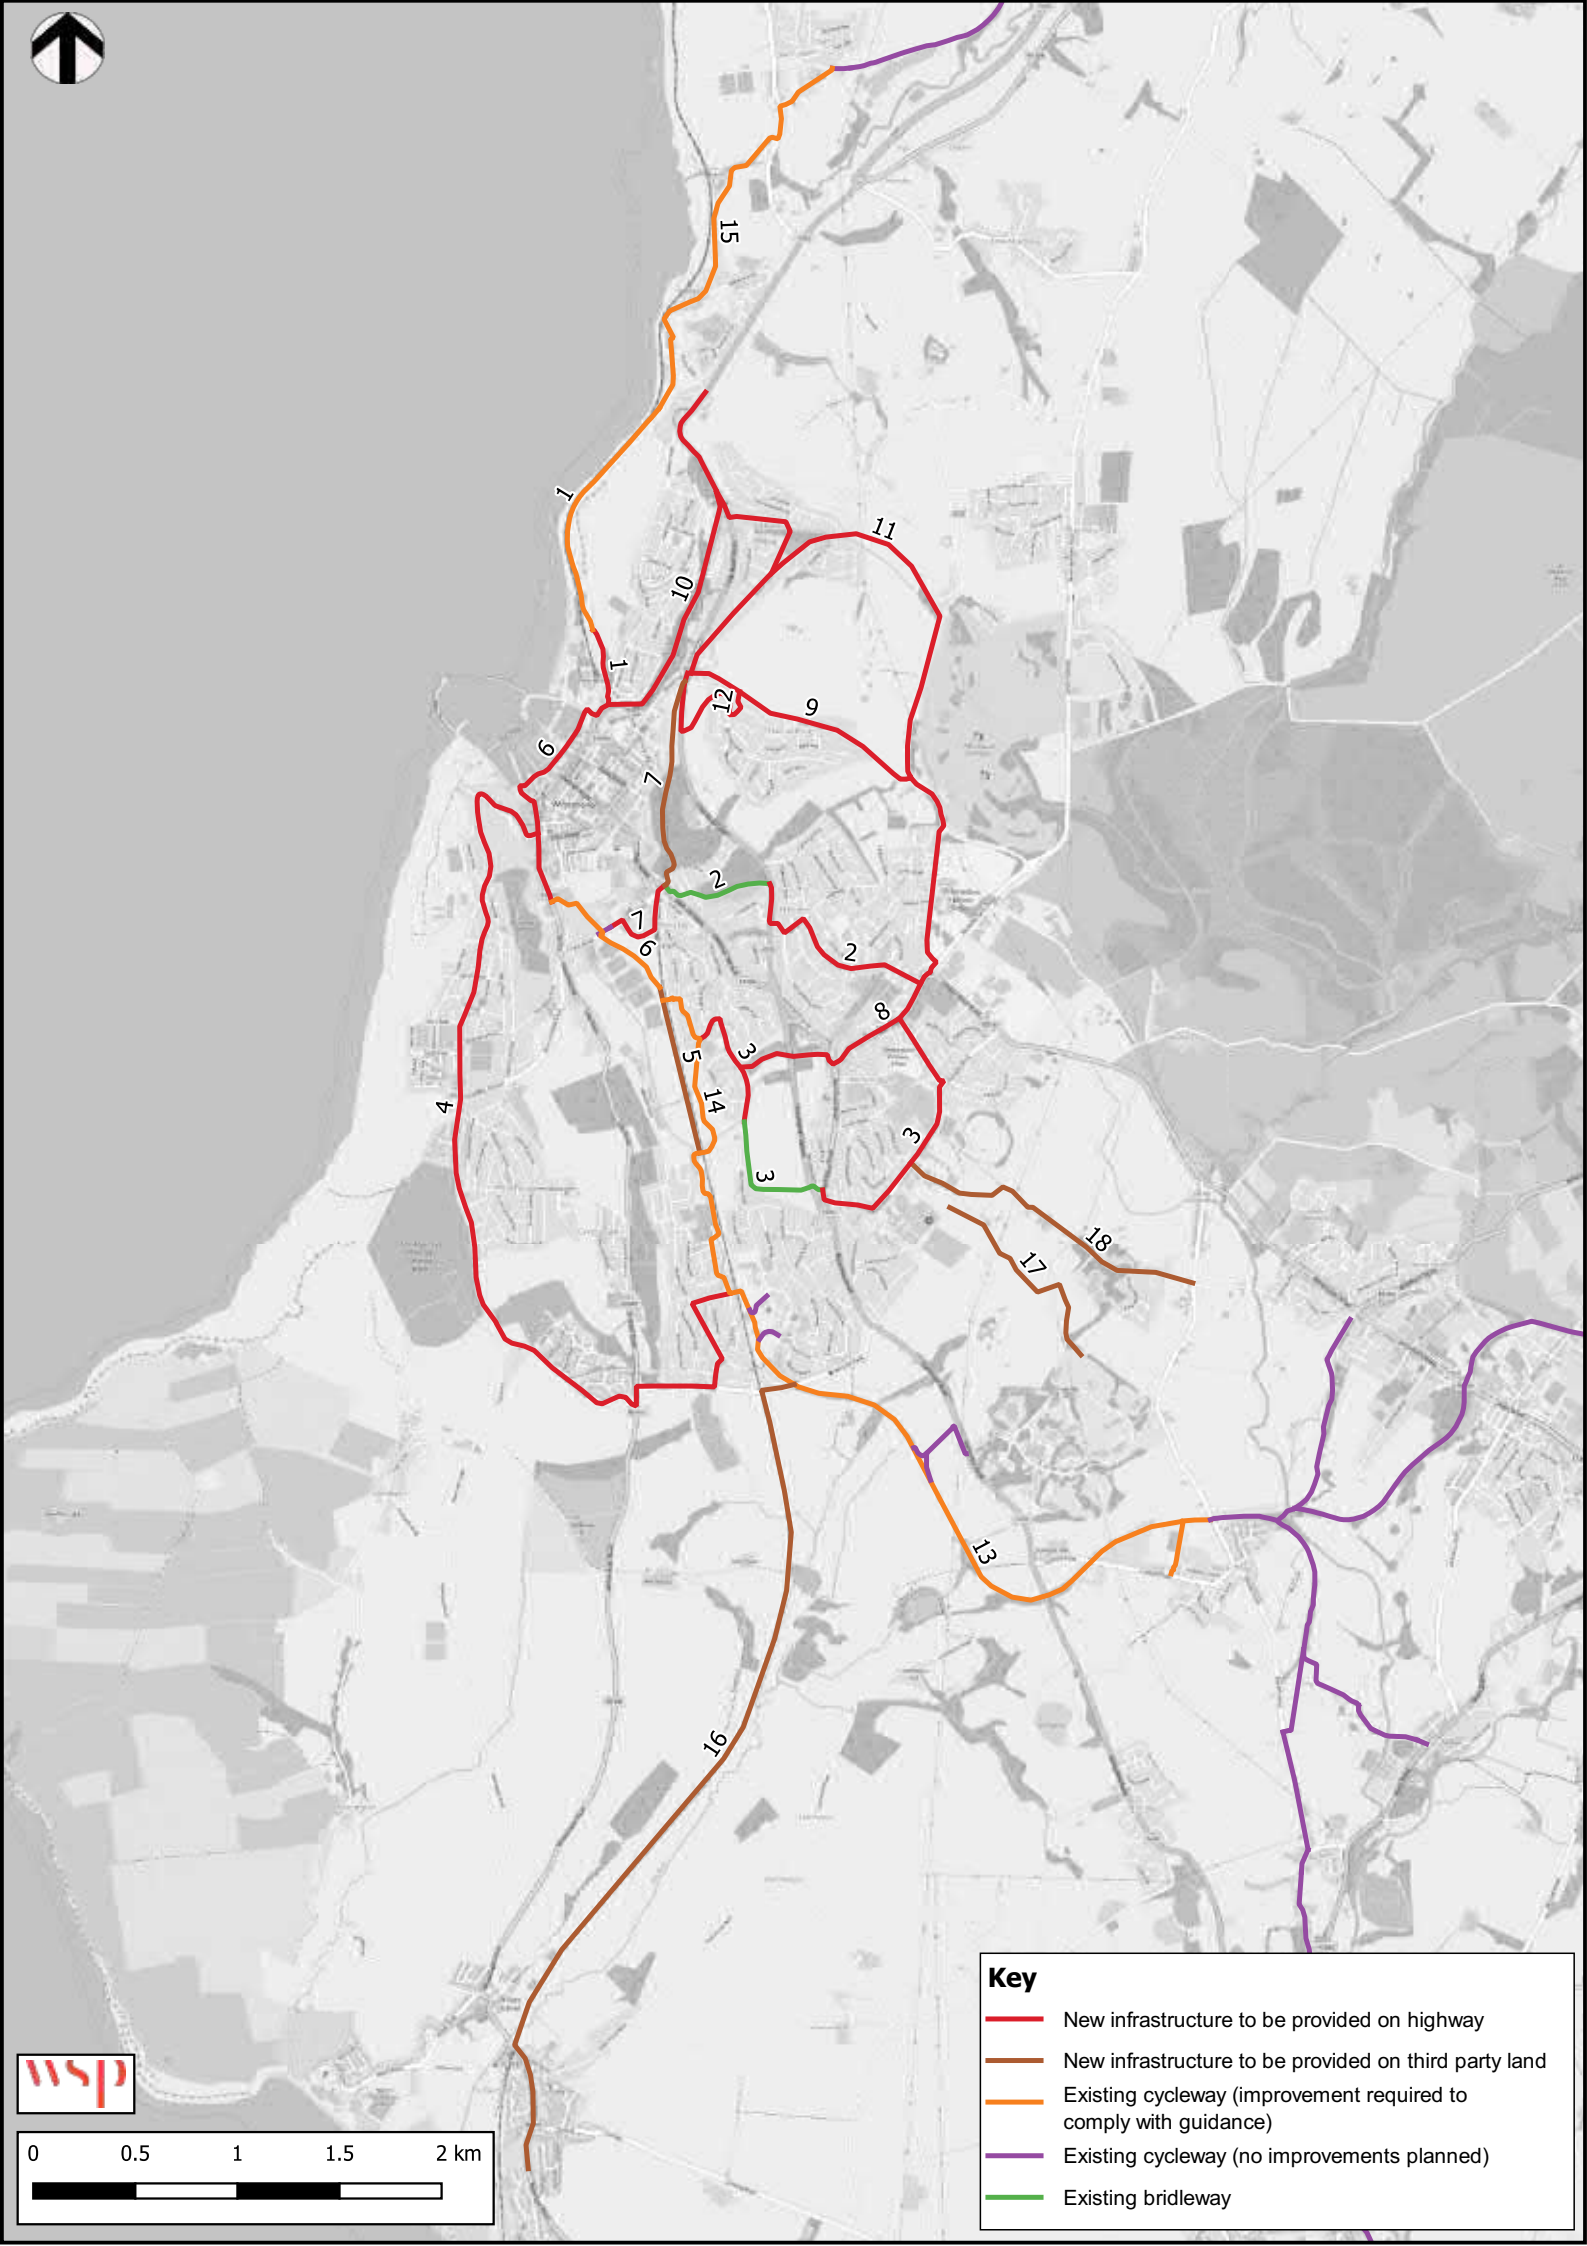 15
1
11
10
1
12
9
6
7
2
7
6
2
8
5
3
14
4
3
3
18
17
13
16
Key
New infrastructure to be provided on highway
New infrastructure to be provided on third party land
Existing cycleway (improvement required to
comply with guidance)
Existing cycleway (no improvements planned)
Existing bridleway
wsp
0 0.5 1 1.5 2 km